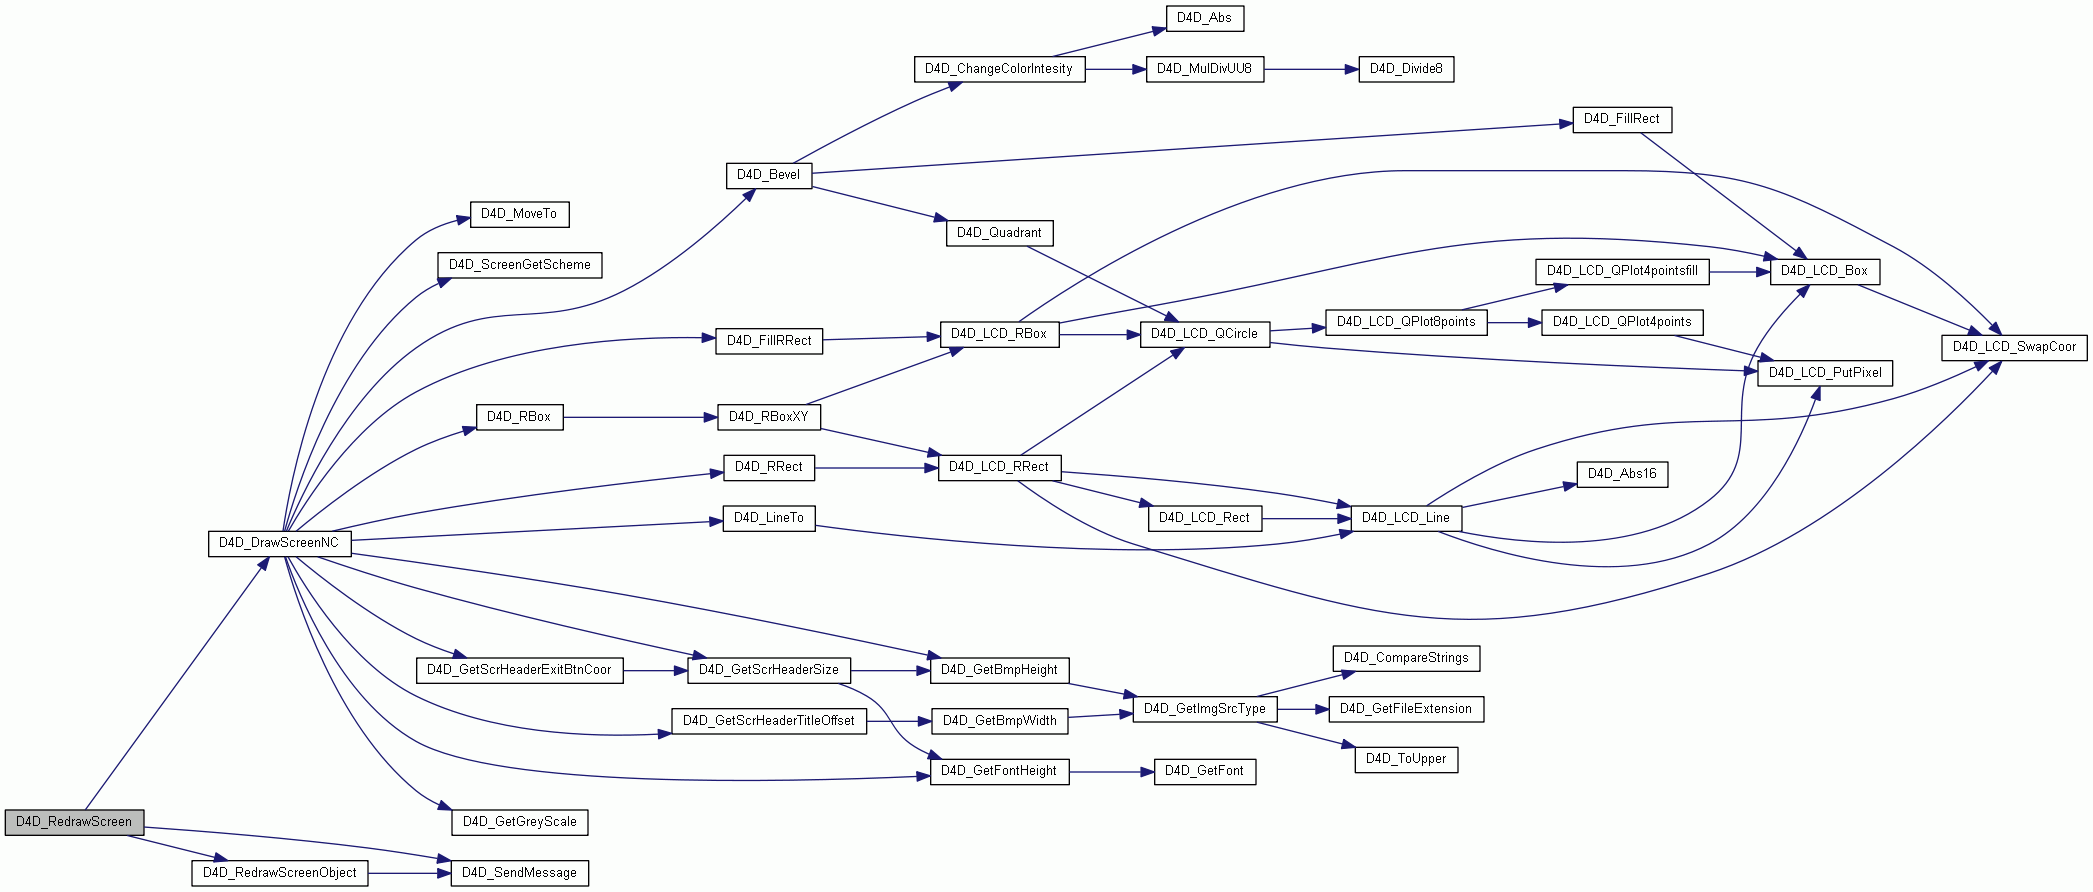 D4D_Abs
D4D_ChangeColorIntesity
D4D_MulDivUU8
D4D_Divide8
D4D_FillRect
D4D_Bevel
D4D_MoveTo
D4D_Quadrant
D4D_ScreenGetScheme
D4D_LCD_QPlot4pointsfill
D4D_LCD_Box
D4D_FillRRect
D4D_LCD_RBox
D4D_LCD_QCircle
D4D_LCD_QPlot8points
D4D_LCD_QPlot4points
D4D_LCD_SwapCoor
D4D_LCD_PutPixel
D4D_RBox
D4D_RBoxXY
D4D_RRect
D4D_LCD_RRect
D4D_Abs16
D4D_LineTo
D4D_LCD_Rect
D4D_LCD_Line
D4D_DrawScreenNC
D4D_GetScrHeaderExitBtnCoor
D4D_GetScrHeaderSize
D4D_GetBmpHeight
D4D_CompareStrings
D4D_GetScrHeaderTitleOffset
D4D_GetBmpWidth
D4D_GetImgSrcType
D4D_GetFileExtension
D4D_ToUpper
D4D_GetFontHeight
D4D_GetFont
D4D_RedrawScreen
D4D_GetGreyScale
D4D_RedrawScreenObject
D4D_SendMessage